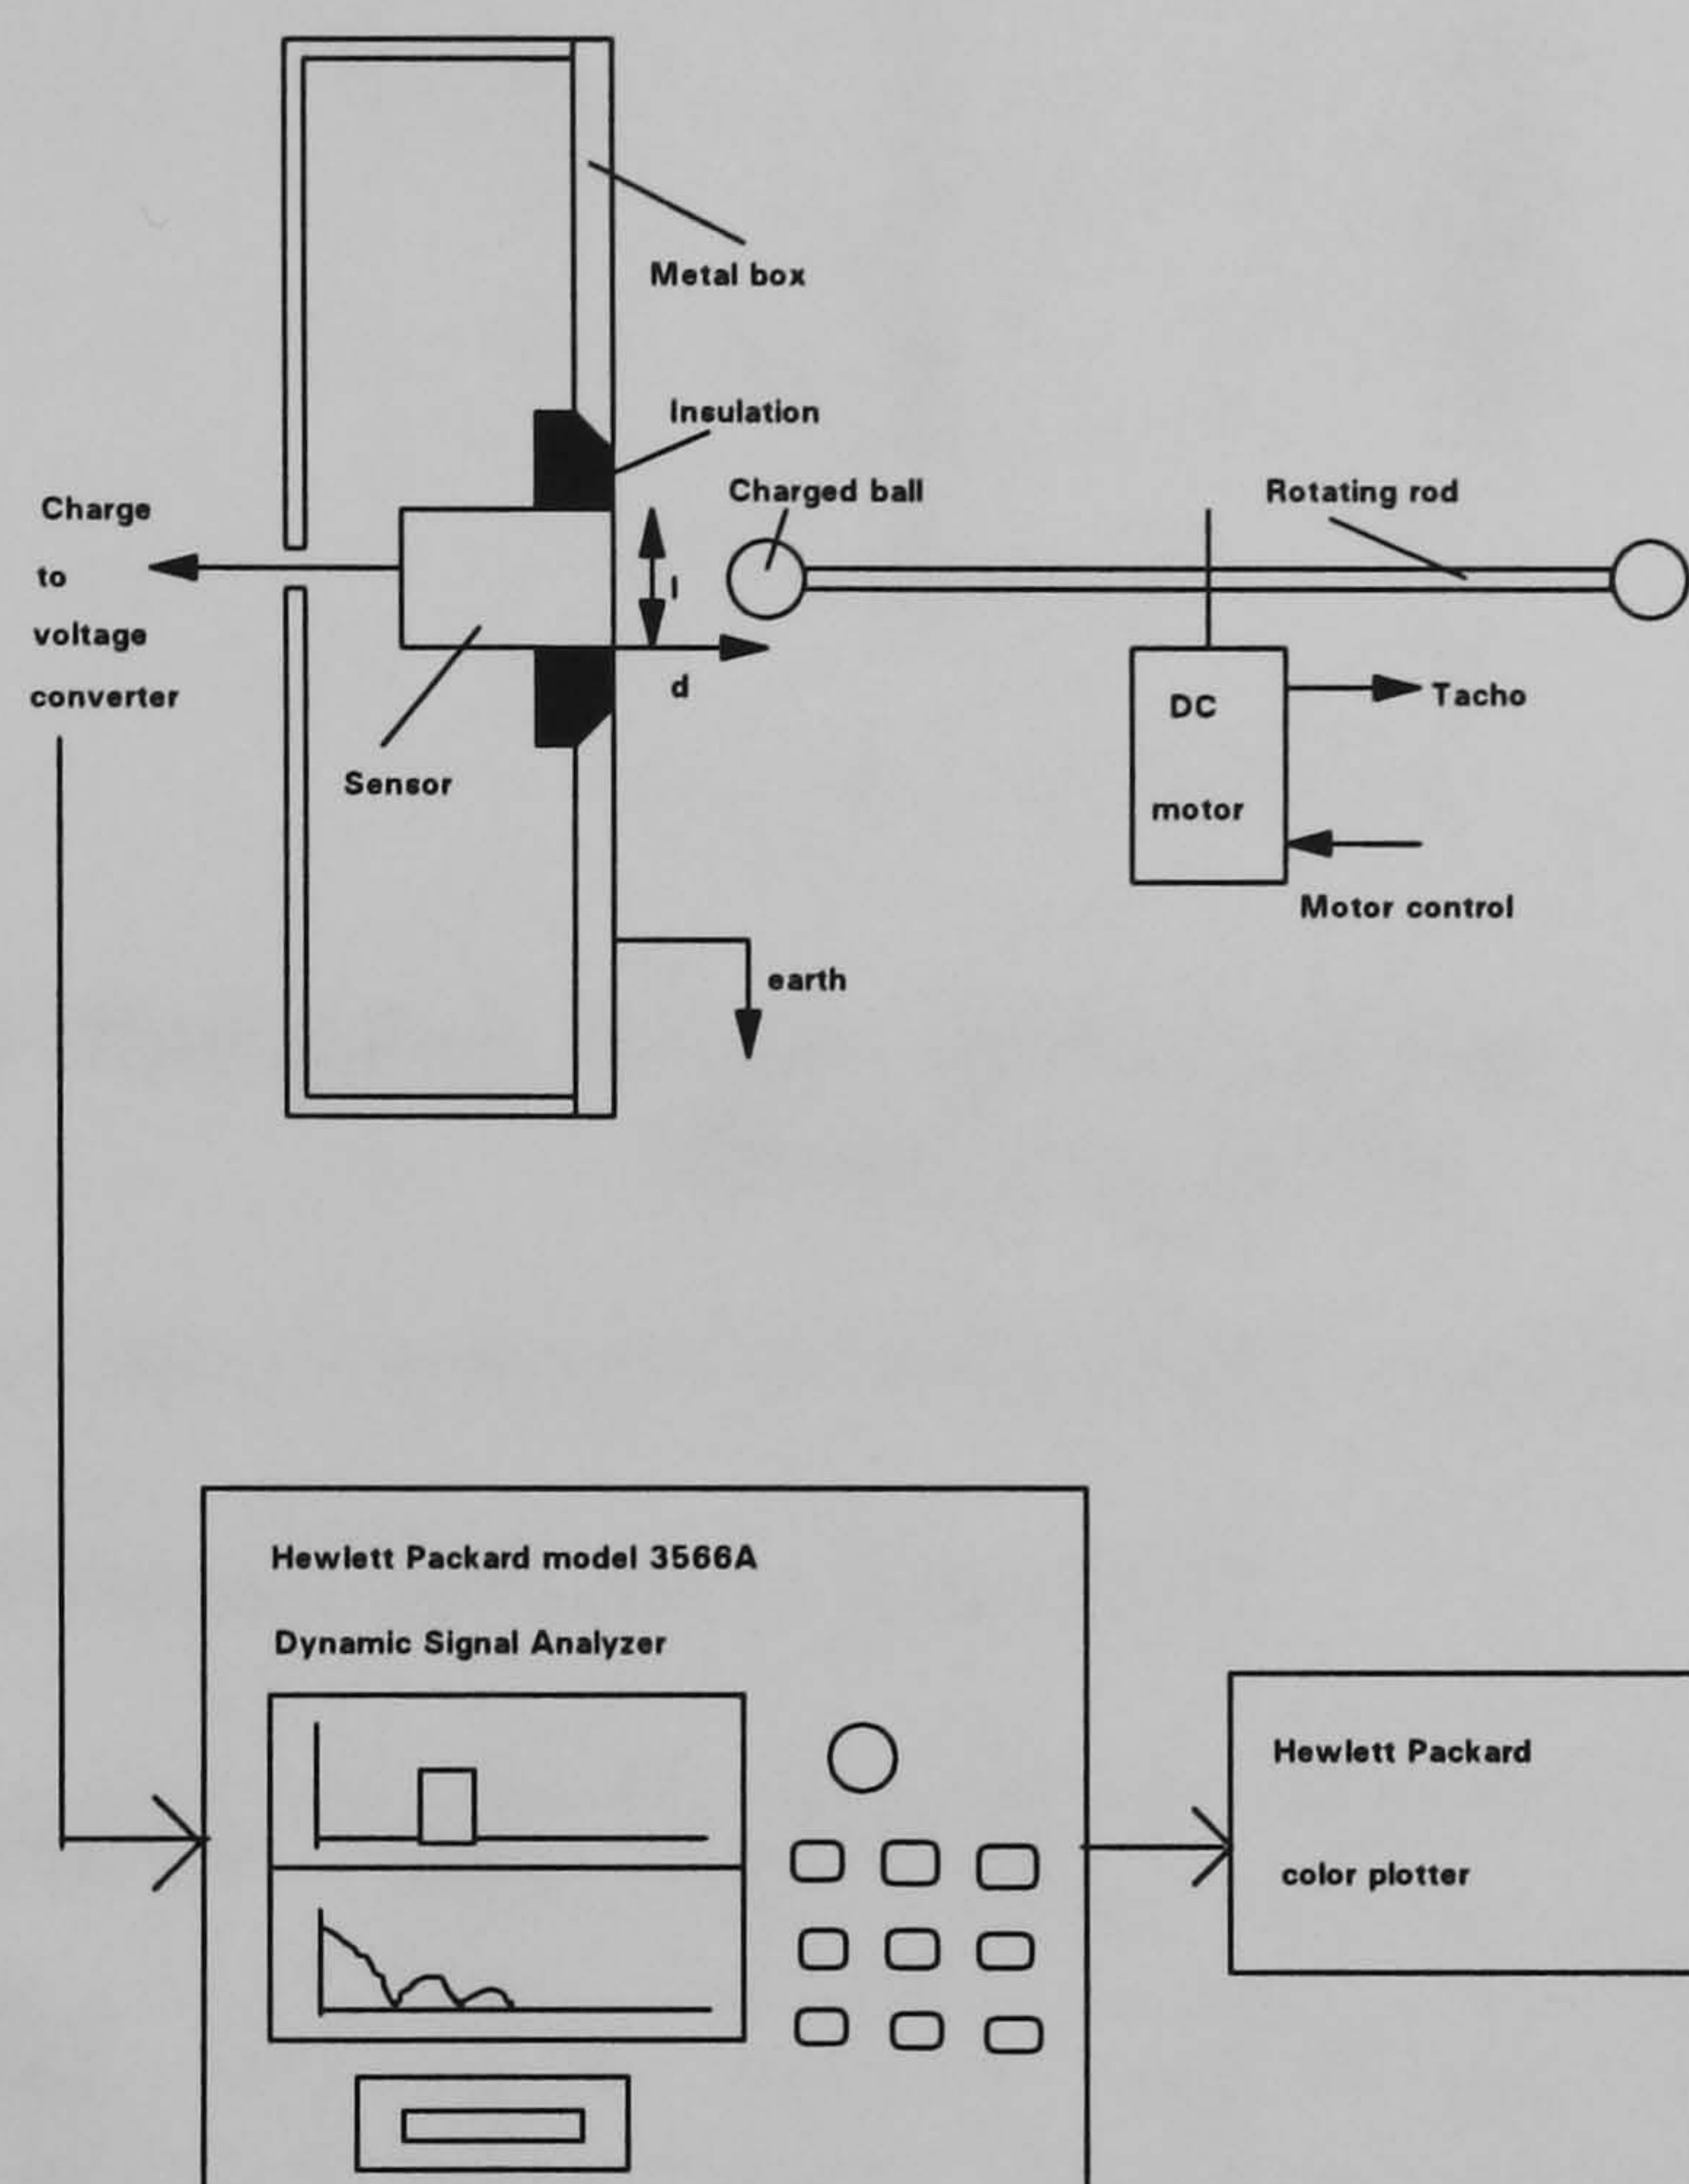 Metal box
Insulation
Charged ball
Rotating rod
Charge
to
voltage
converter
l
d
Sensor
DC
motor
Tacho
Motor control
earth
Hewlett Packard model 3566A
Dynamic Signal Analyzer
Hewlett Packard
color plotter